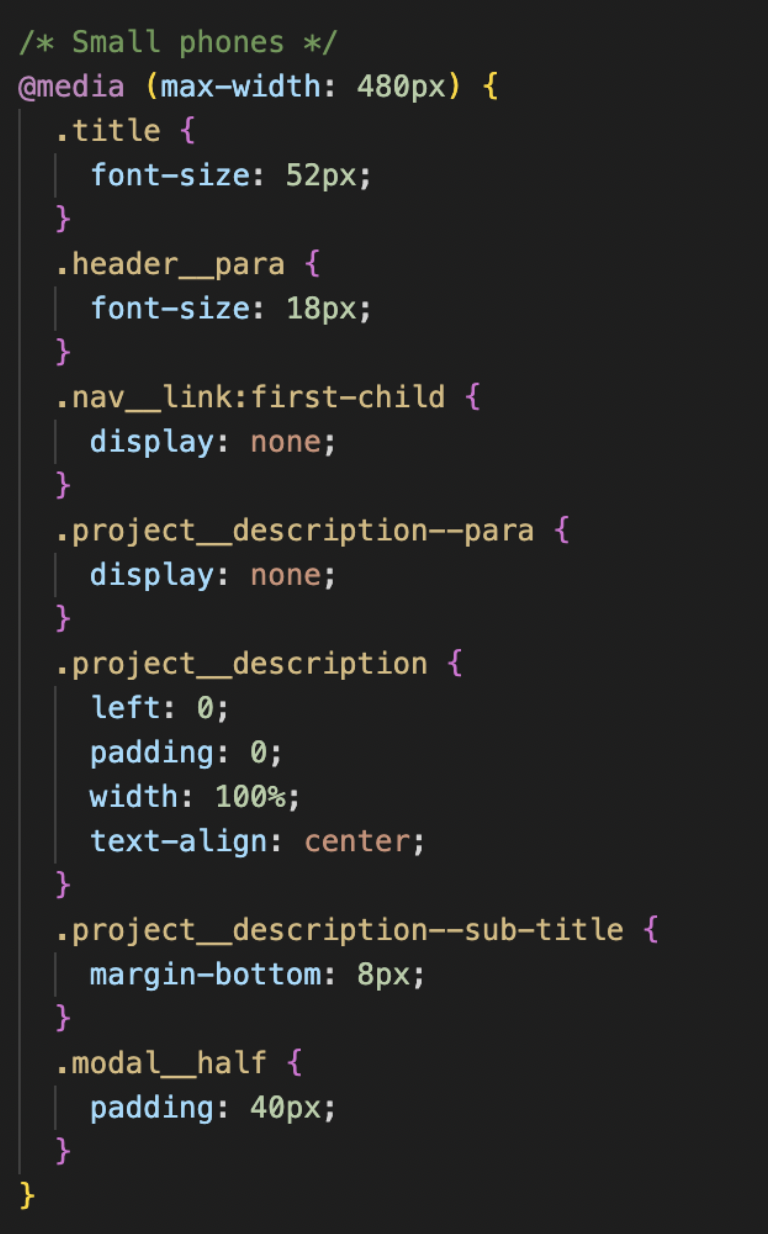 /* Small phones */
@media (max-width: 480px) {
  .title {
    font-size: 52px;
  }
  .header__para {
    font-size: 18px;
  }
  .nav__link:first-child {
    display: none;
  }
  .project__description--para {
    display: none;
  }
  .project__description {
    left: 0;
    padding: 0;
    width: 100%;
    text-align: center;
  }
  .project__description--sub-title {
    margin-bottom: 8px;
  }
  .modal__half {
    padding: 40px;
  }
}